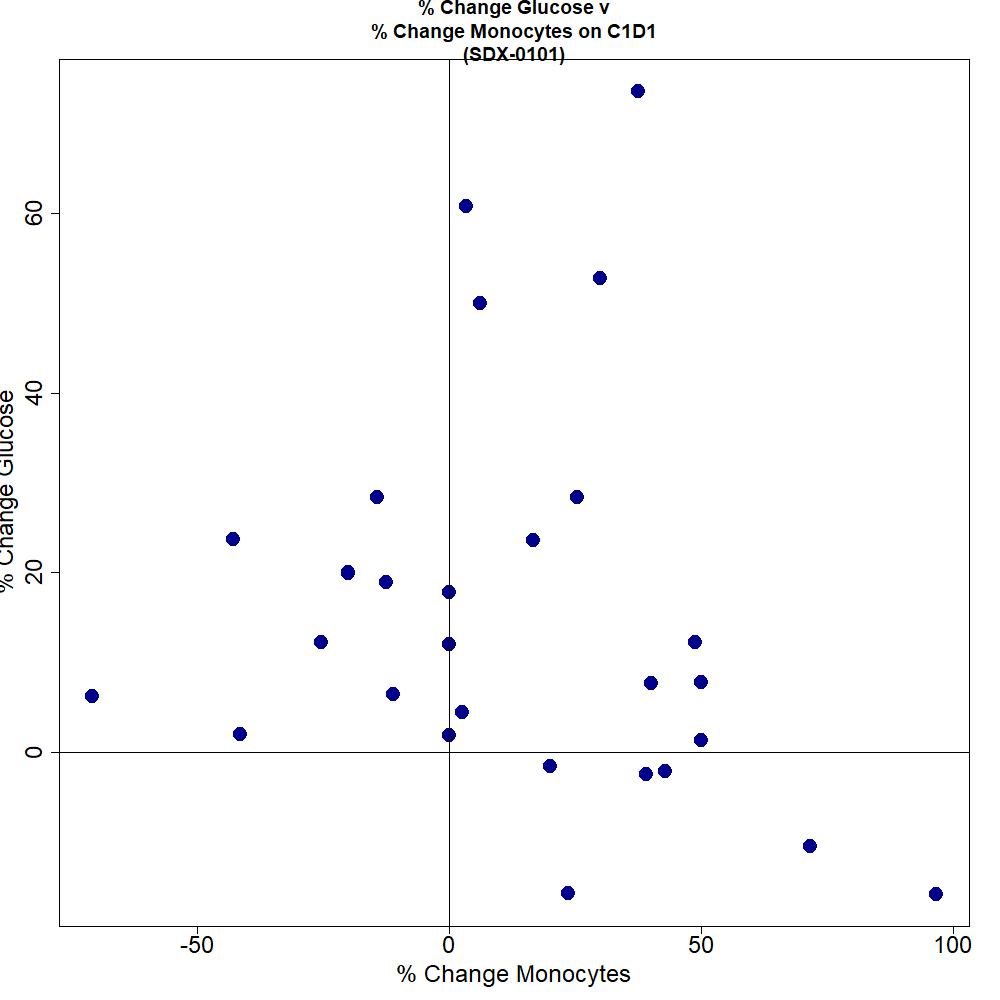 % Change Glucose v
% Change Monocytes on C1D1
(SDX-0101)
% Change Glucose
60
40
20
0
-50
0
50
100
% Change Monocytes